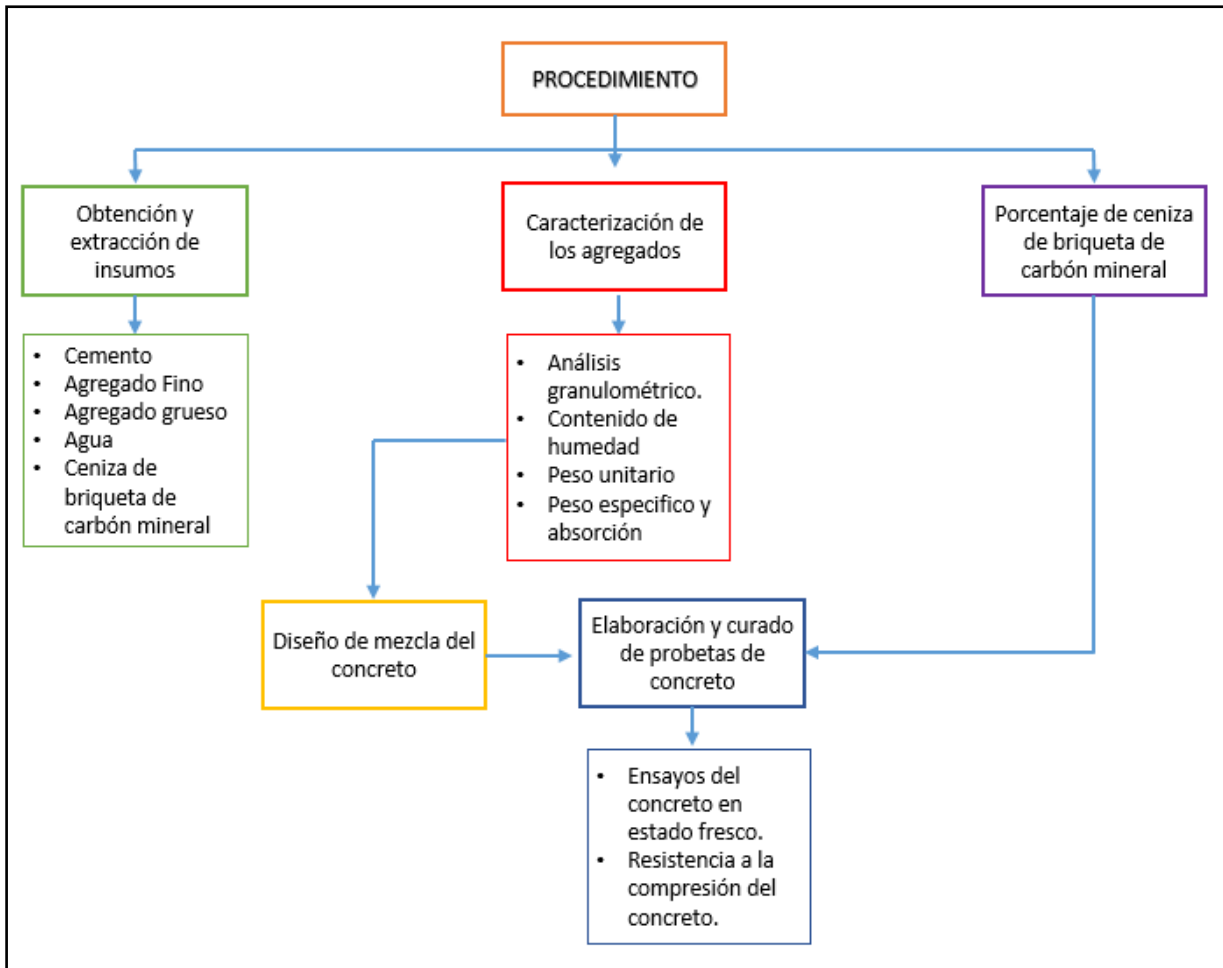 PROCEDIMIENTO
Obtención y
extracción de
insumos
Caracterización de
los agregados
Porcentaje de ceniza
de briqueta de
carbón mineral
• Cemento
• Agregado Fino
• Agregado grueso
• Agua
• Ceniza de
briqueta de
carbón mineral
• Análisis
granulométrico.
• Contenido de
humedad
• Peso unitario
• Peso especifico y
absorción
Diseño de mezcla del
concreto
Elaboración y curado
de probetas de
concreto
• Ensayos del
concreto en
estado fresco.
• Resistencia a la
compresión del
concreto.